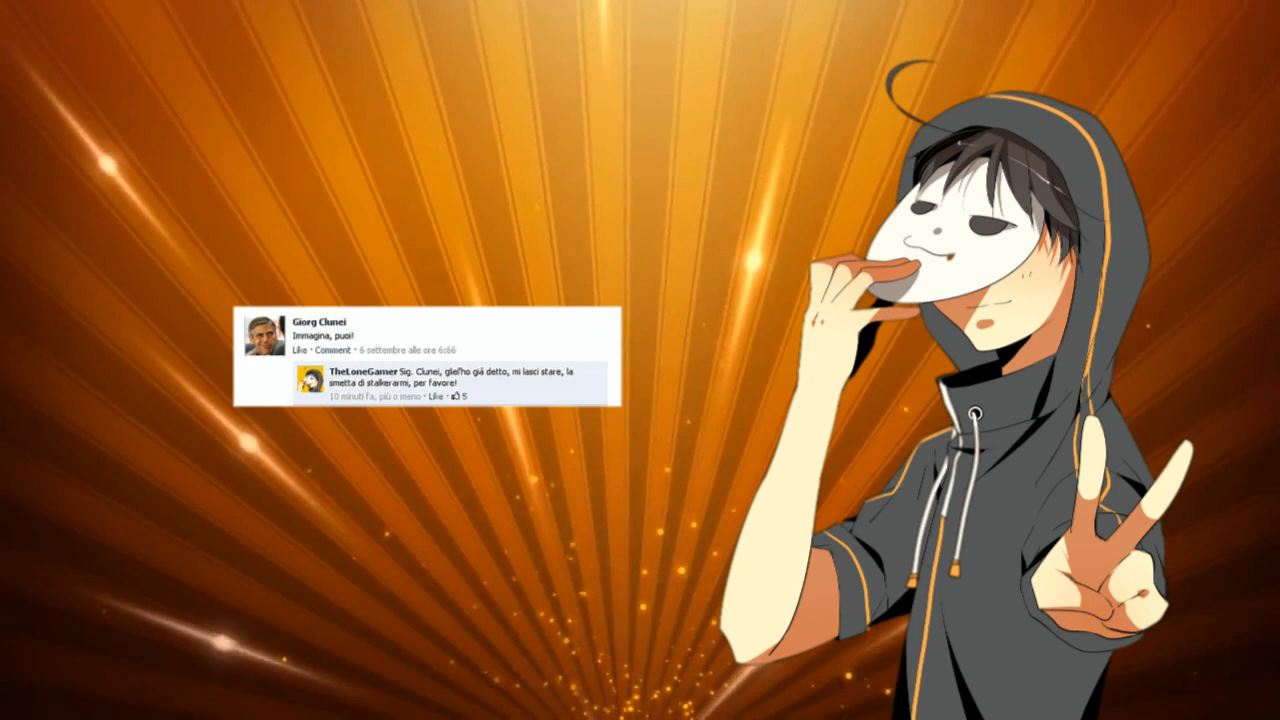 Giorg Clunei
Immagina, puoi!
Like · Comment · 6 settembre alle ore 6:66
TheLoneGamer Sig. Clunei, gliel'ho giá detto, mi lasci stare, la
smetta di stalkerarmi, per favore!
10 minuti fa, più o meno · Like · 5